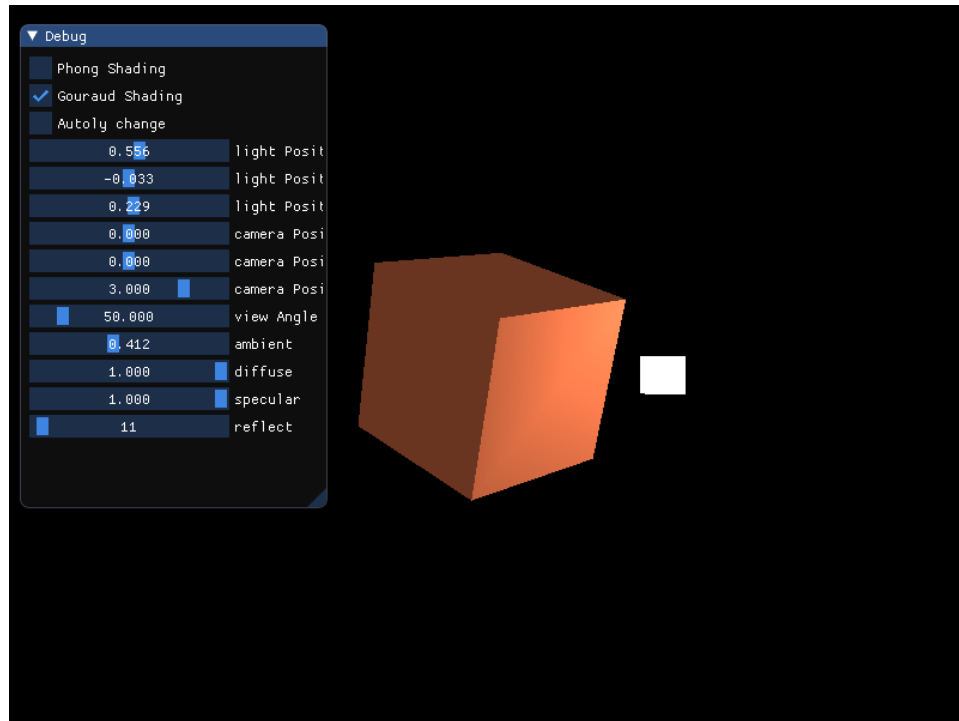 Debug
Phong Shading
Gouraud Shading
Autoly change
0.556 light Posit
-0.033 light Posit
0.229 light Posit
0.000 camera Posi
0.000 camera Posi
3.000 camera Posi
50.000 view Angle
0.412 ambient
1.000 diffuse
1.000 specular
11 reflect